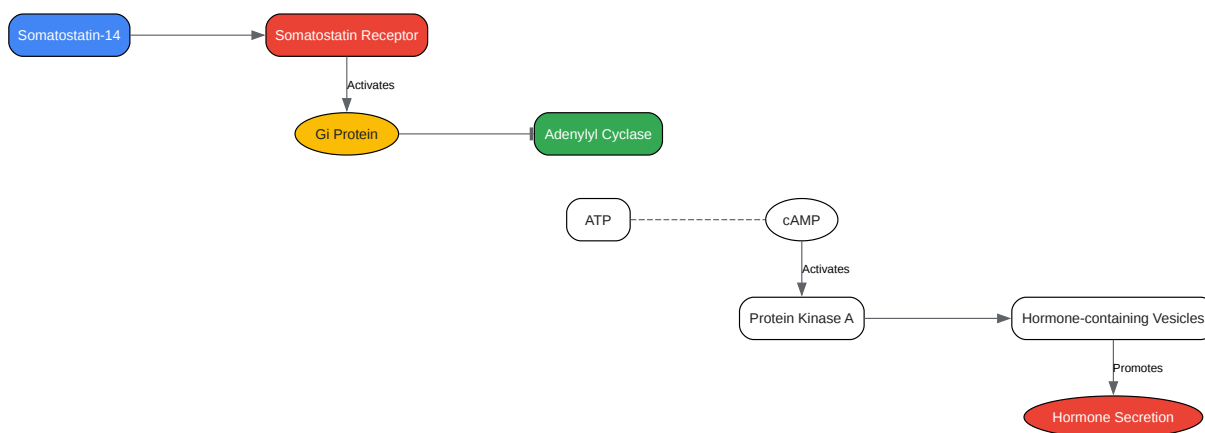 Somatostatin-14
Somatostatin Receptor
Activates
Gi Protein
Adenylyl Cyclase
ATP
cAMP
Activates
Protein Kinase A
Hormone-containing Vesicles
Promotes
Hormone Secretion